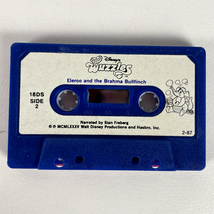 Disney's
Wuzzles
Eleroo and the Brahma Bullfinch
18DS
SIDE
2
Narrated by Stan Freberg
© ℗ MCMLXXXV Walt Disney Productions and Hasbro, Inc.
2-87